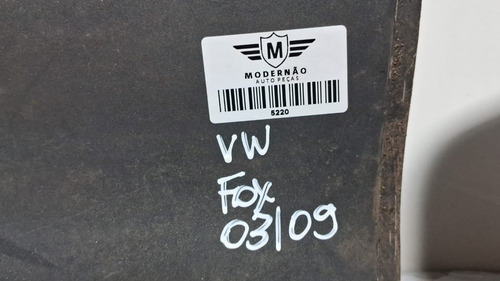 M
MODERNÃO
AUTO PEÇAS
5220
VW
Fox
03/09